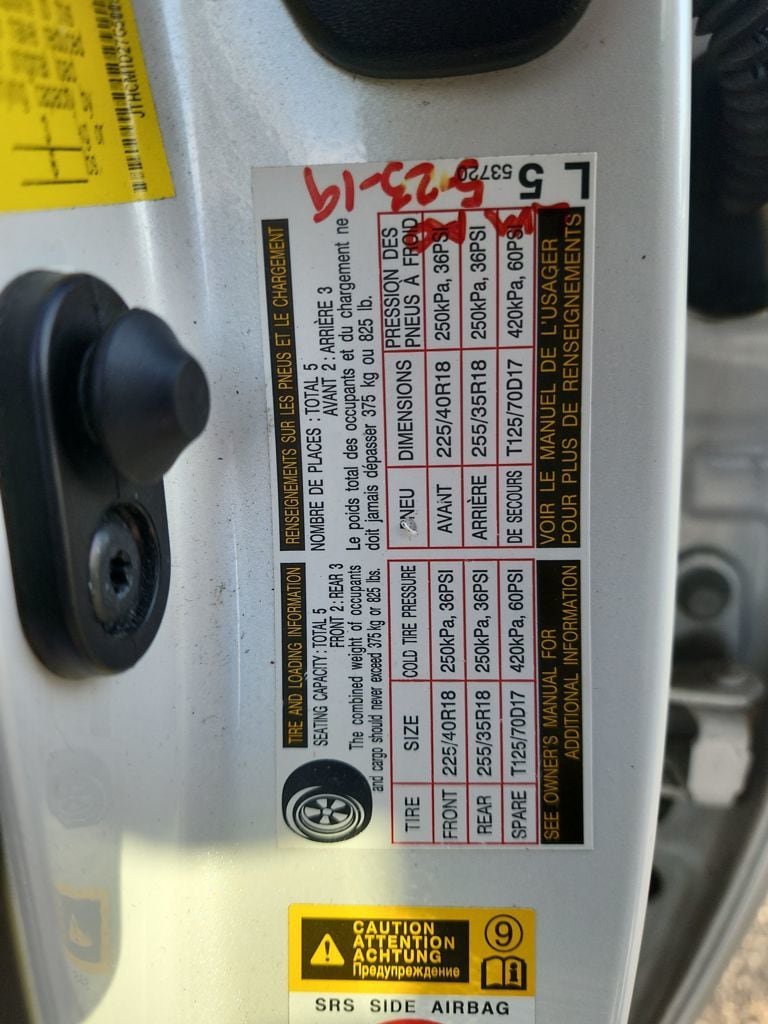 TIRE AND LOADING INFORMATION
SEATING CAPACITY : TOTAL 5
FRONT 2 : REAR 3
The combined weight of occupants
and cargo should never exceed 375 kg or 825 lbs.
TIRE SIZE COLD TIRE PRESSURE
FRONT 225/40R18 250kPa, 36PSI
REAR 255/35R18 250kPa, 36PSI
SPARE T125/70D17 420kPa, 60PSI
SEE OWNER'S MANUAL FOR
ADDITIONAL INFORMATION
RENSEIGNEMENTS SUR LES PNEUS ET LE CHARGEMENT
NOMBRE DE PLACES : TOTAL 5
AVANT 2 : ARRIÈRE 3
Le poids total des occupants et du chargement ne
doit jamais dépasser 375 kg ou 825 lb.
PNEU DIMENSIONS PRESSION DES
PNEUS À FROID
AVANT 225/40R18 250kPa, 36PSI
ARRIÈRE 255/35R18 250kPa, 36PSI
DE SECOURS T125/70D17 420kPa, 60PSI
VOIR LE MANUEL DE L'USAGER
POUR PLUS DE RENSEIGNEMENTS
5-23-19
L5
53720
CAUTION
ATTENTION
ACHTUNG
Предупреждение
9
SRS SIDE AIRBAG